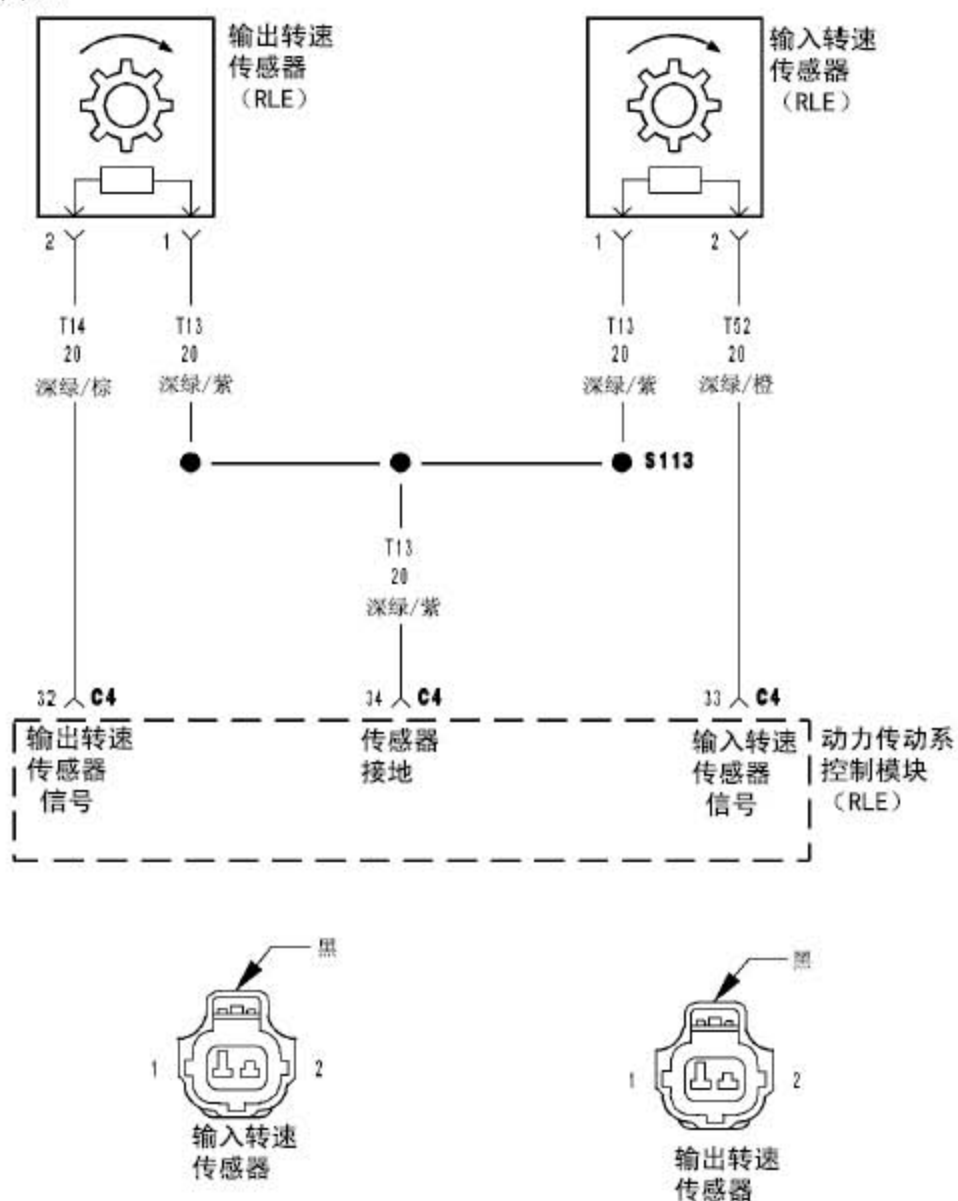 输出转速
传感器
（RLE）
输入转速
传感器
（RLE）
2
1
1
2
T14
20
深绿/棕
T13
20
深绿/紫
T13
20
深绿/紫
T52
20
深绿/橙
S113
T13
20
深绿/紫
32
C4
34
C4
33
C4
输出转速
传感器
信号
传感器
接地
输入转速
传感器
信号
动力传动系
控制模块
（RLE）
黑
1
2
输入转速
传感器
黑
1
2
输出转速
传感器